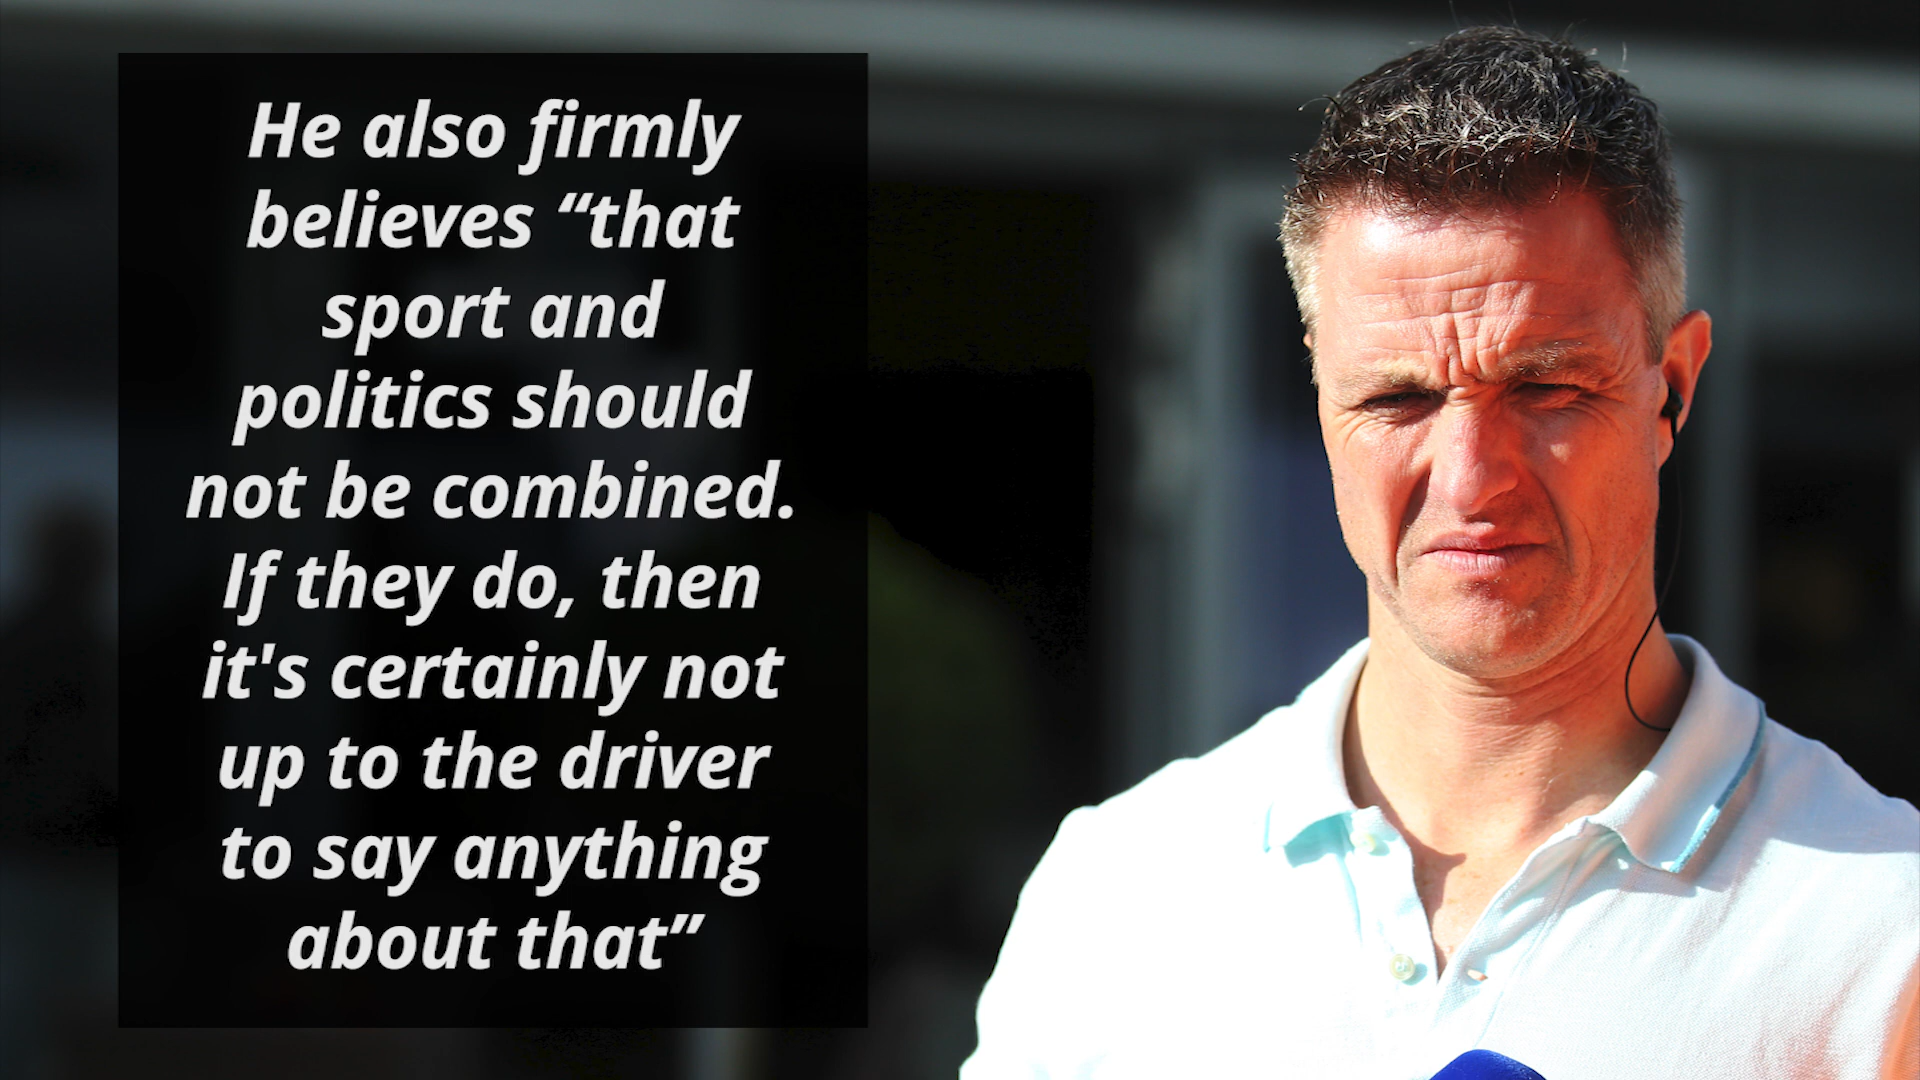 He also firmly
believes “that
sport and
politics should
not be combined.
If they do, then
it's certainly not
up to the driver
to say anything
about that”